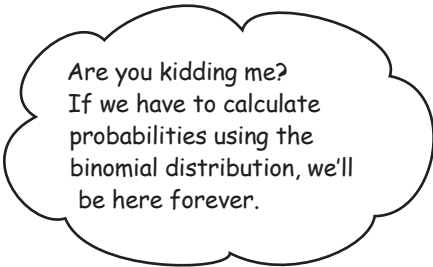 Are you kidding me?
If we have to calculate
probabilities using the
binomial distribution, we'll
be here forever.